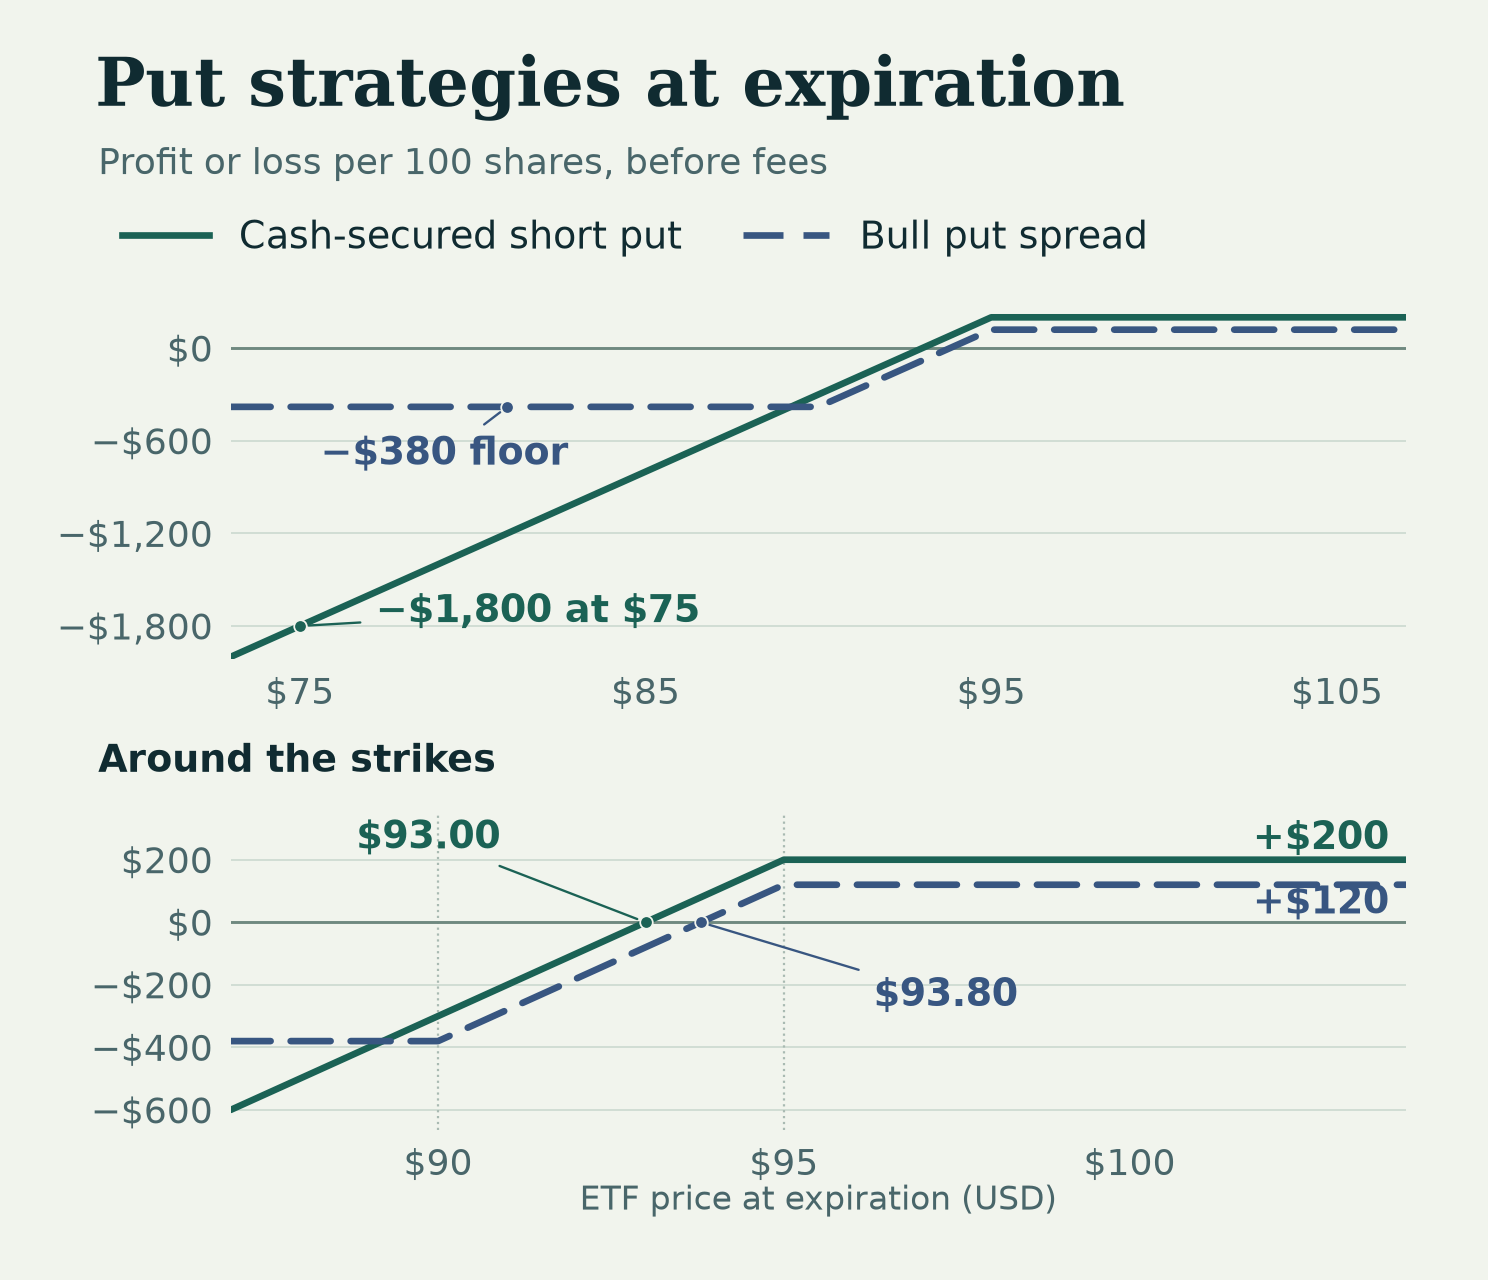 Put strategies at expiration
Profit or loss per 100 shares, before fees
Cash-secured short put
Bull put spread
$0
−$600
−$1,200
−$1,800
−$380 floor
−$1,800 at $75
$75
$85
$95
$105
Around the strikes
$93.00
+$200
+$120
$93.80
$200
$0
−$200
−$400
−$600
$90
$95
$100
ETF price at expiration (USD)